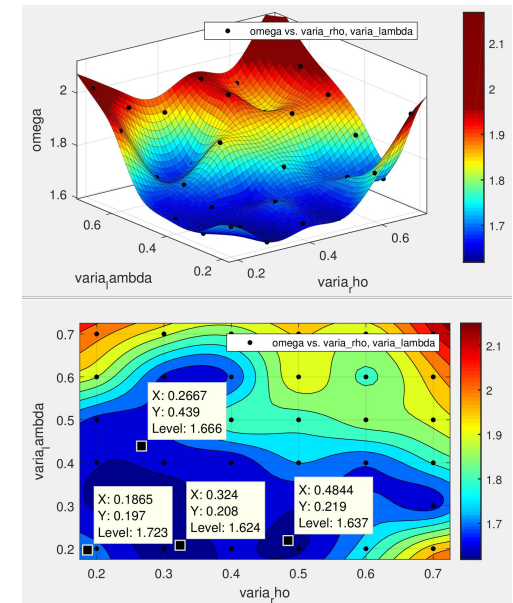 omega vs. varia_rho, varia_lambda
2.1
2
1.9
1.8
1.7
omega
2
1.8
1.6
0.6
0.4
0.2
varia_lambda
0.2
0.4
0.6
varia_rho
omega vs. varia_rho, varia_lambda
varia_lambda
0.7
0.6
0.5
0.4
0.3
0.2
X: 0.2667
Y: 0.439
Level: 1.666
X: 0.1865
Y: 0.197
Level: 1.723
X: 0.324
Y: 0.208
Level: 1.624
X: 0.4844
Y: 0.219
Level: 1.637
0.2 0.3 0.4 0.5 0.6 0.7
varia_rho
2.1
2
1.9
1.8
1.7